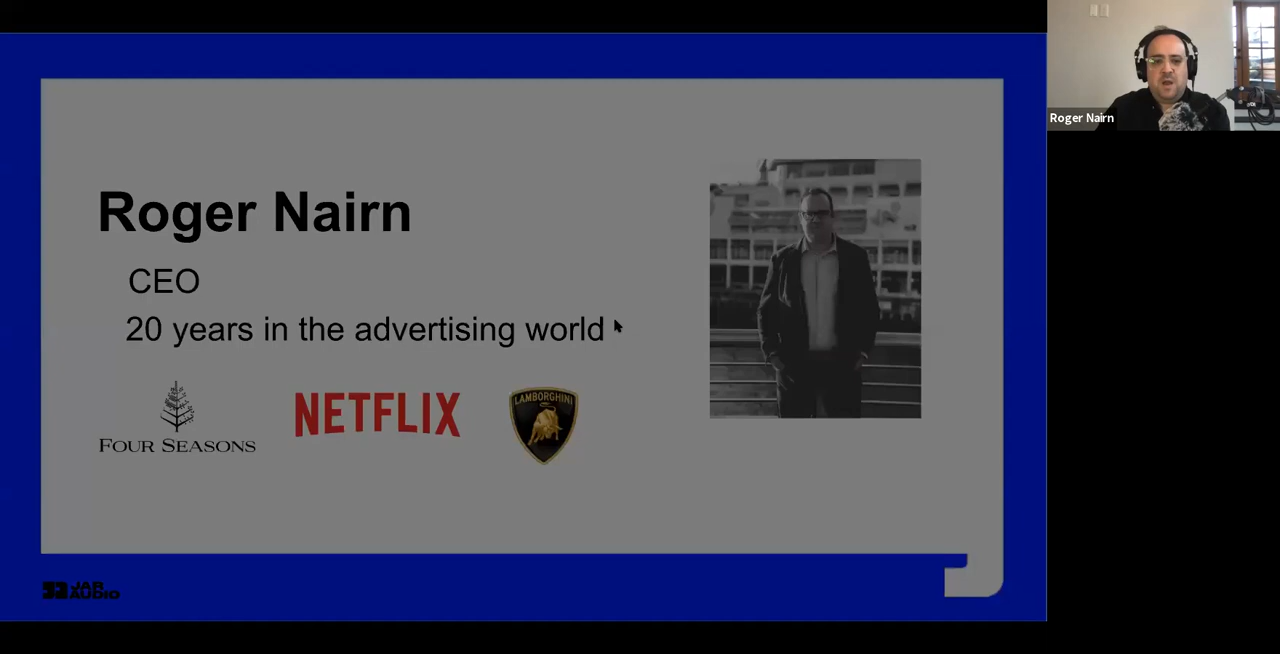 Roger Nairn
Roger Nairn
CEO
20 years in the advertising world
FOUR SEASONS
NETFLIX
LAMBORGHINI
JAR
AUDIO